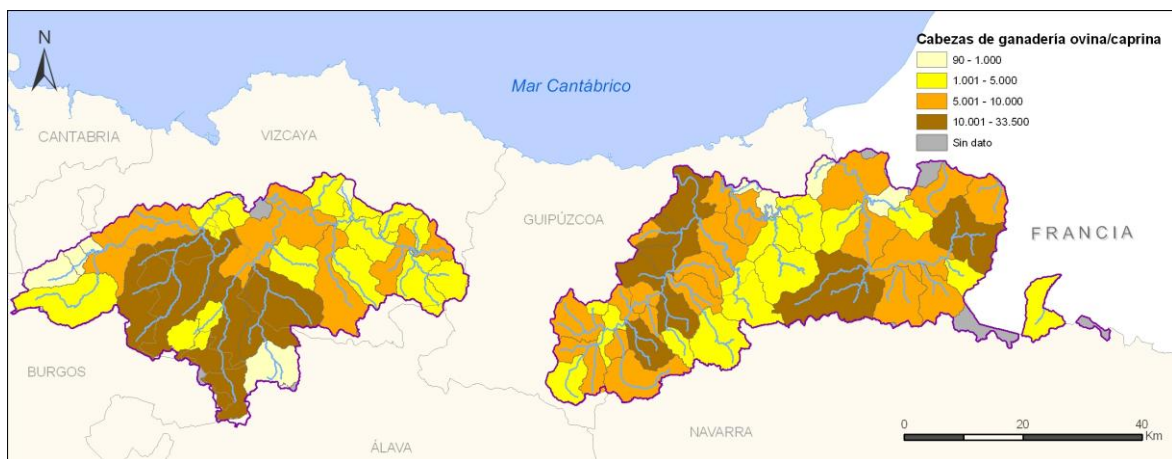 N
Mar Cantábrico
Cabezas de ganadería ovina/caprina
90 - 1.000
1.001 - 5.000
5.001 - 10.000
10.001 - 33.500
Sin dato
CANTABRIA
VIZCAYA
GUIPÚZCOA
FRANCIA
BURGOS
ÁLAVA
NAVARRA
0 20 40
Km